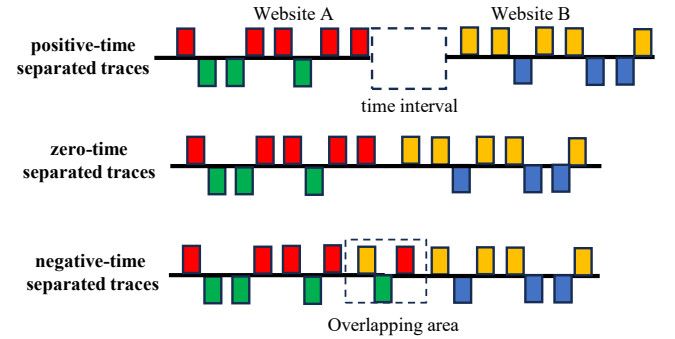 Website A
Website B
positive-time
separated traces
time interval
zero-time
separated traces
negative-time
separated traces
Overlapping area